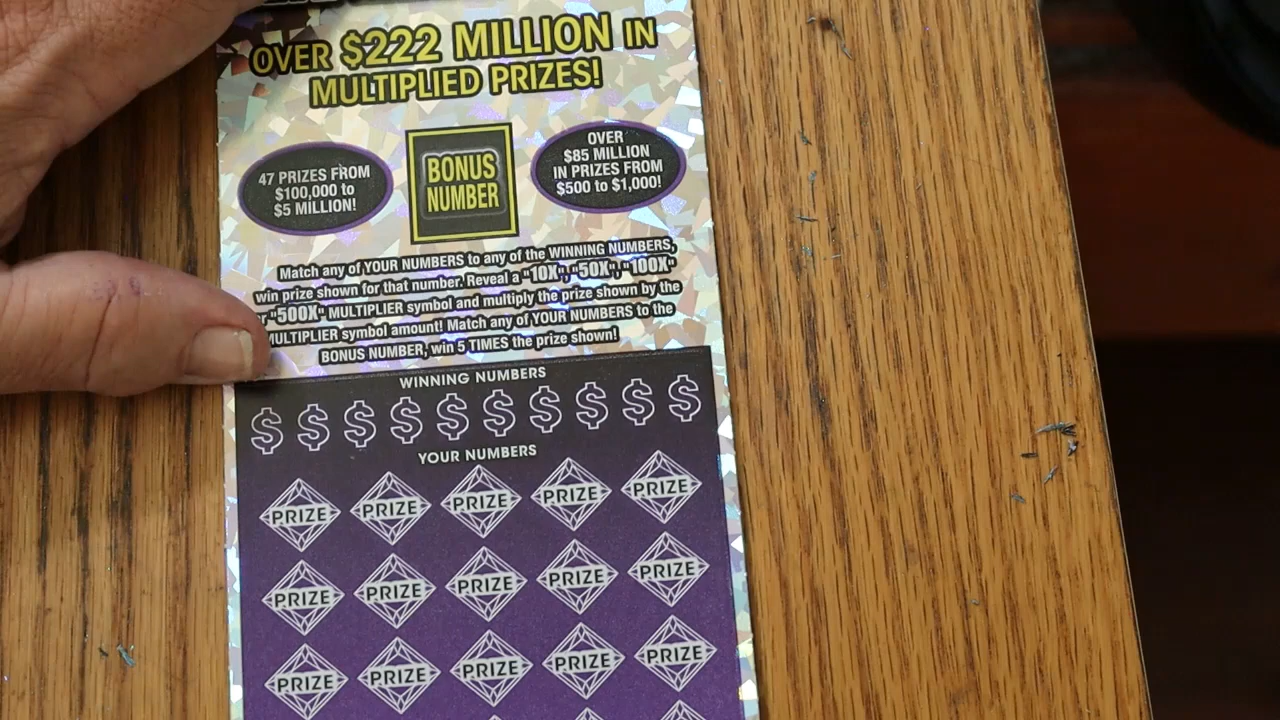 OVER $222 MILLION IN
MULTIPLIED PRIZES!
47 PRIZES FROM
$100,000 to
$5 MILLION!
BONUS
NUMBER
OVER
$85 MILLION
IN PRIZES FROM
$500 to $1,000!
Match any of YOUR NUMBERS to any of the WINNING NUMBERS,
win prize shown for that number. Reveal a "10X", "50X", "100X"
"500X" MULTIPLIER symbol and multiply the prize shown by the
MULTIPLIER symbol amount! Match any of YOUR NUMBERS to the
BONUS NUMBER, win 5 TIMES the prize shown!
WINNING NUMBERS
$ $ $ $ $ $ $ $ $ $
YOUR NUMBERS
PRIZE PRIZE PRIZE PRIZE PRIZE
PRIZE PRIZE PRIZE PRIZE PRIZE
PRIZE PRIZE PRIZE PRIZE PRIZE